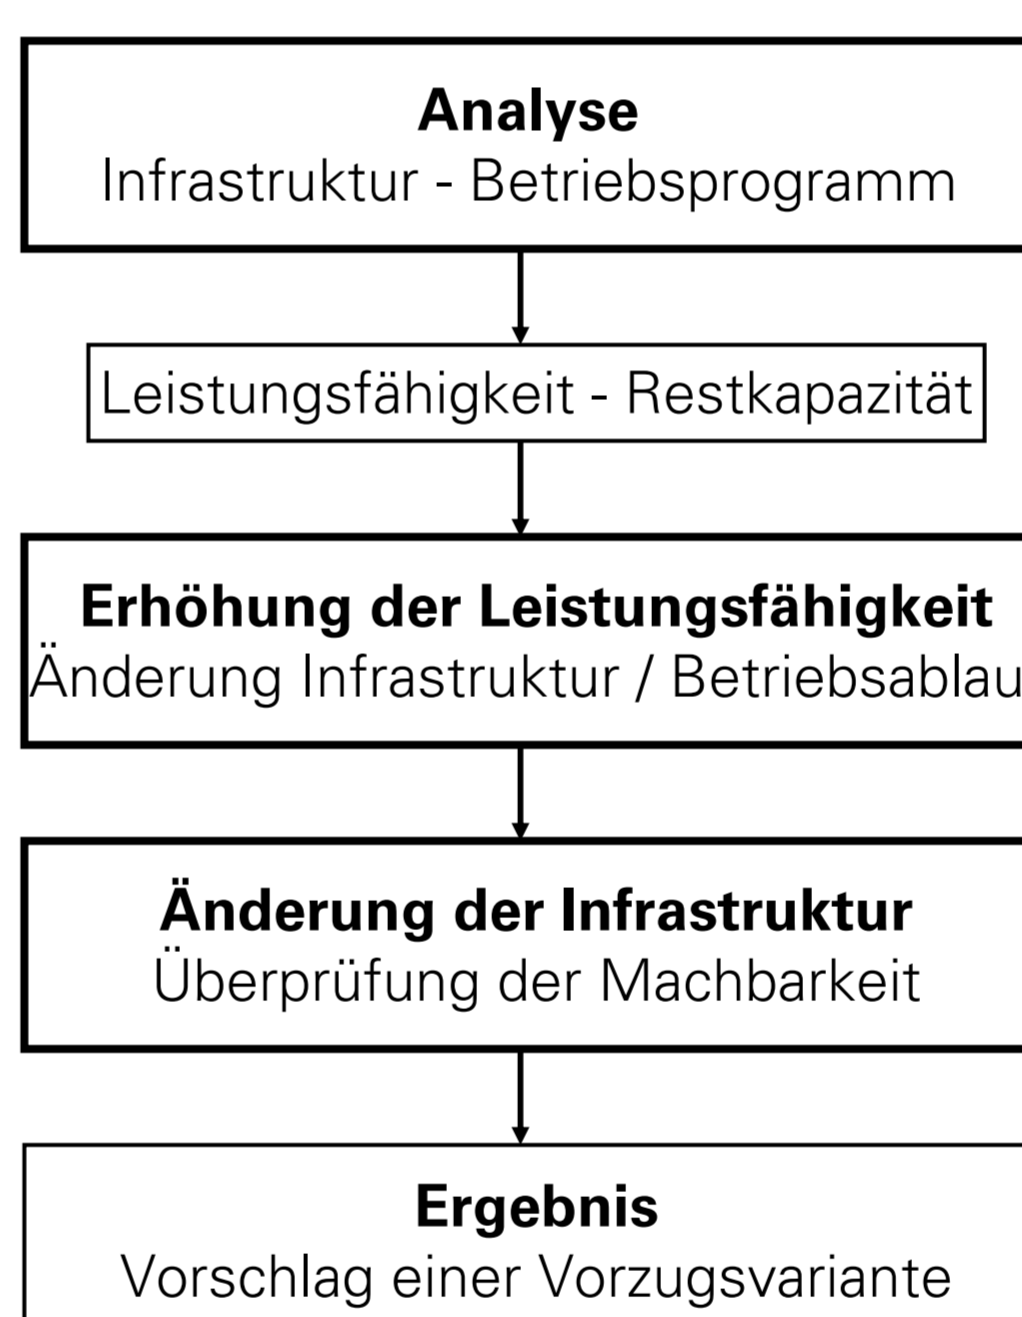 Analyse
Infrastruktur - Betriebsprogramm
Leistungsfähigkeit - Restkapazität
Erhöhung der Leistungsfähigkeit
Änderung Infrastruktur / Betriebsablau
Änderung der Infrastruktur
Überprüfung der Machbarkeit
Ergebnis
Vorschlag einer Vorzugsvariante